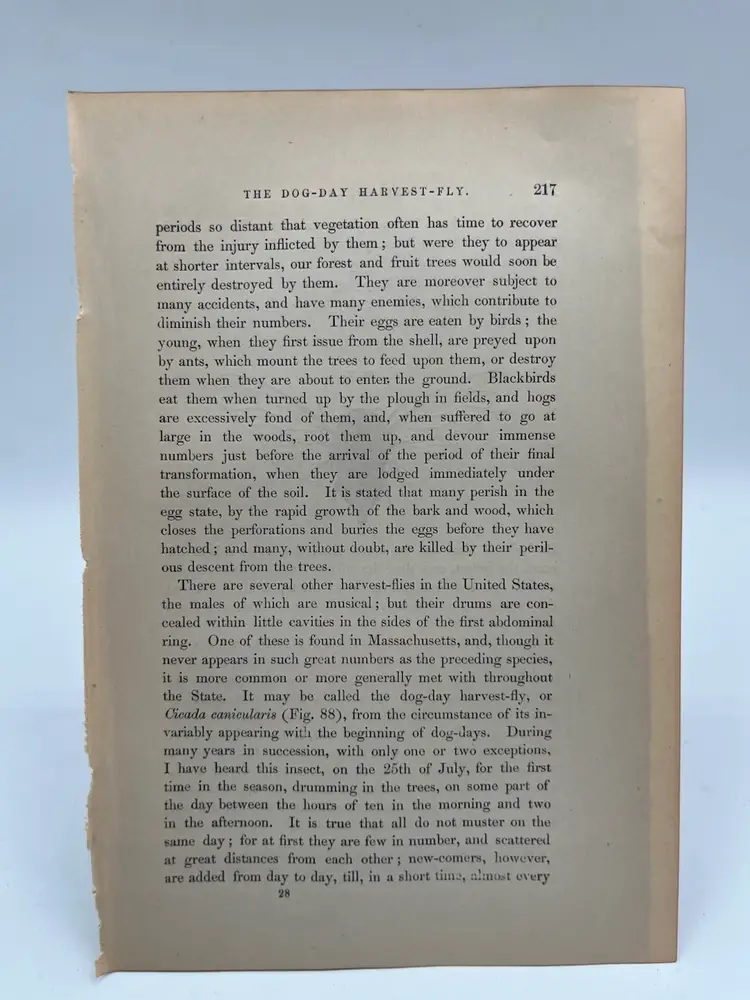 THE DOG-DAY HARVEST-FLY. 217
periods so distant that vegetation often has time to recover
from the injury inflicted by them ; but were they to appear
at shorter intervals, our forest and fruit trees would soon be
entirely destroyed by them. They are moreover subject to
many accidents, and have many enemies, which contribute to
diminish their numbers. Their eggs are eaten by birds ; the
young, when they first issue from the shell, are preyed upon
by ants, which mount the trees to feed upon them, or destroy
them when they are about to enter the ground. Blackbirds
eat them when turned up by the plough in fields, and hogs
are excessively fond of them, and, when suffered to go at
large in the woods, root them up, and devour immense
numbers just before the arrival of the period of their final
transformation, when they are lodged immediately under
the surface of the soil. It is stated that many perish in the
egg state, by the rapid growth of the bark and wood, which
closes the perforations and buries the eggs before they have
hatched ; and many, without doubt, are killed by their peril-
ous descent from the trees.
There are several other harvest-flies in the United States,
the males of which are musical ; but their drums are con-
cealed within little cavities in the sides of the first abdominal
ring. One of these is found in Massachusetts, and, though it
never appears in such great numbers as the preceding species,
it is more common or more generally met with throughout
the State. It may be called the dog-day harvest-fly, or
Cicada canicularis (Fig. 88), from the circumstance of its in-
variably appearing with the beginning of dog-days. During
many years in succession, with only one or two exceptions,
I have heard this insect, on the 25th of July, for the first
time in the season, drumming in the trees, on some part of
the day between the hours of ten in the morning and two
in the afternoon. It is true that all do not muster on the
same day ; for at first they are few in number, and scattered
at great distances from each other ; new-comers, however,
are added from day to day, till, in a short time, almost every
28